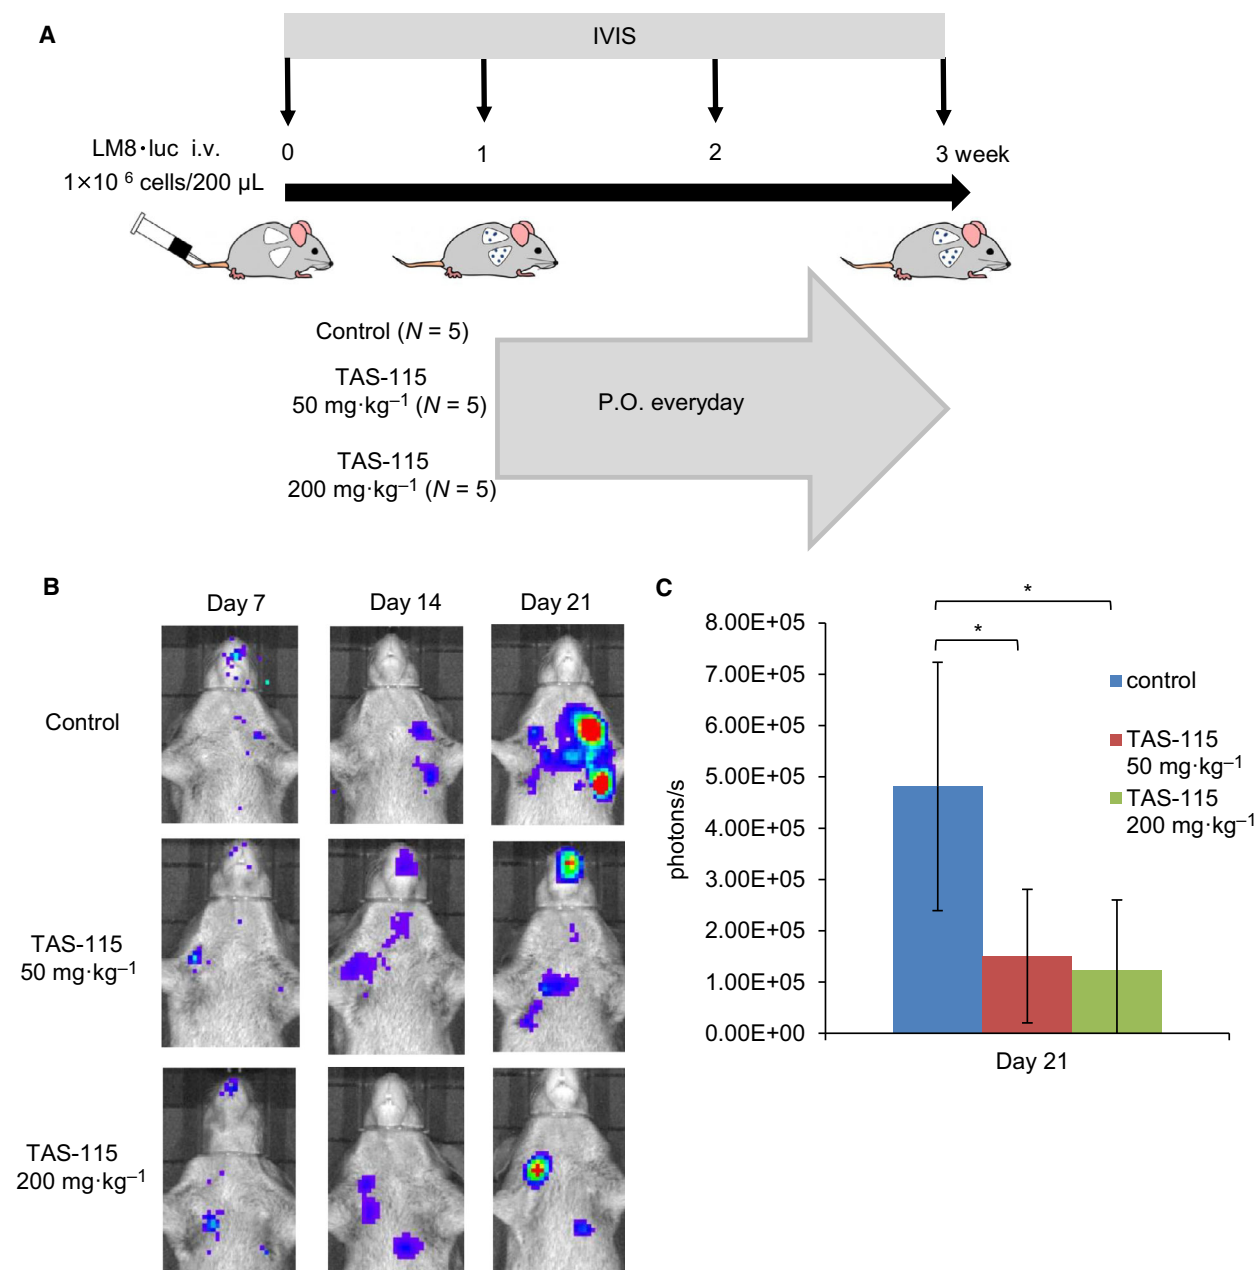 A
IVIS
LM8·luc i.v.
1×10 6 cells/200 µL
0
1
2
3 week
Control (N = 5)
TAS-115
50 mg·kg–1 (N = 5)
TAS-115
200 mg·kg–1 (N = 5)
P.O. everyday
B
Day 7
Day 14
Day 21
Control
TAS-115
50 mg·kg–1
TAS-115
200 mg·kg–1
C
*
*
8.00E+05
7.00E+05
6.00E+05
5.00E+05
4.00E+05
3.00E+05
2.00E+05
1.00E+05
0.00E+00
photons/s
Day 21
control
TAS-115
50 mg·kg–1
TAS-115
200 mg·kg–1